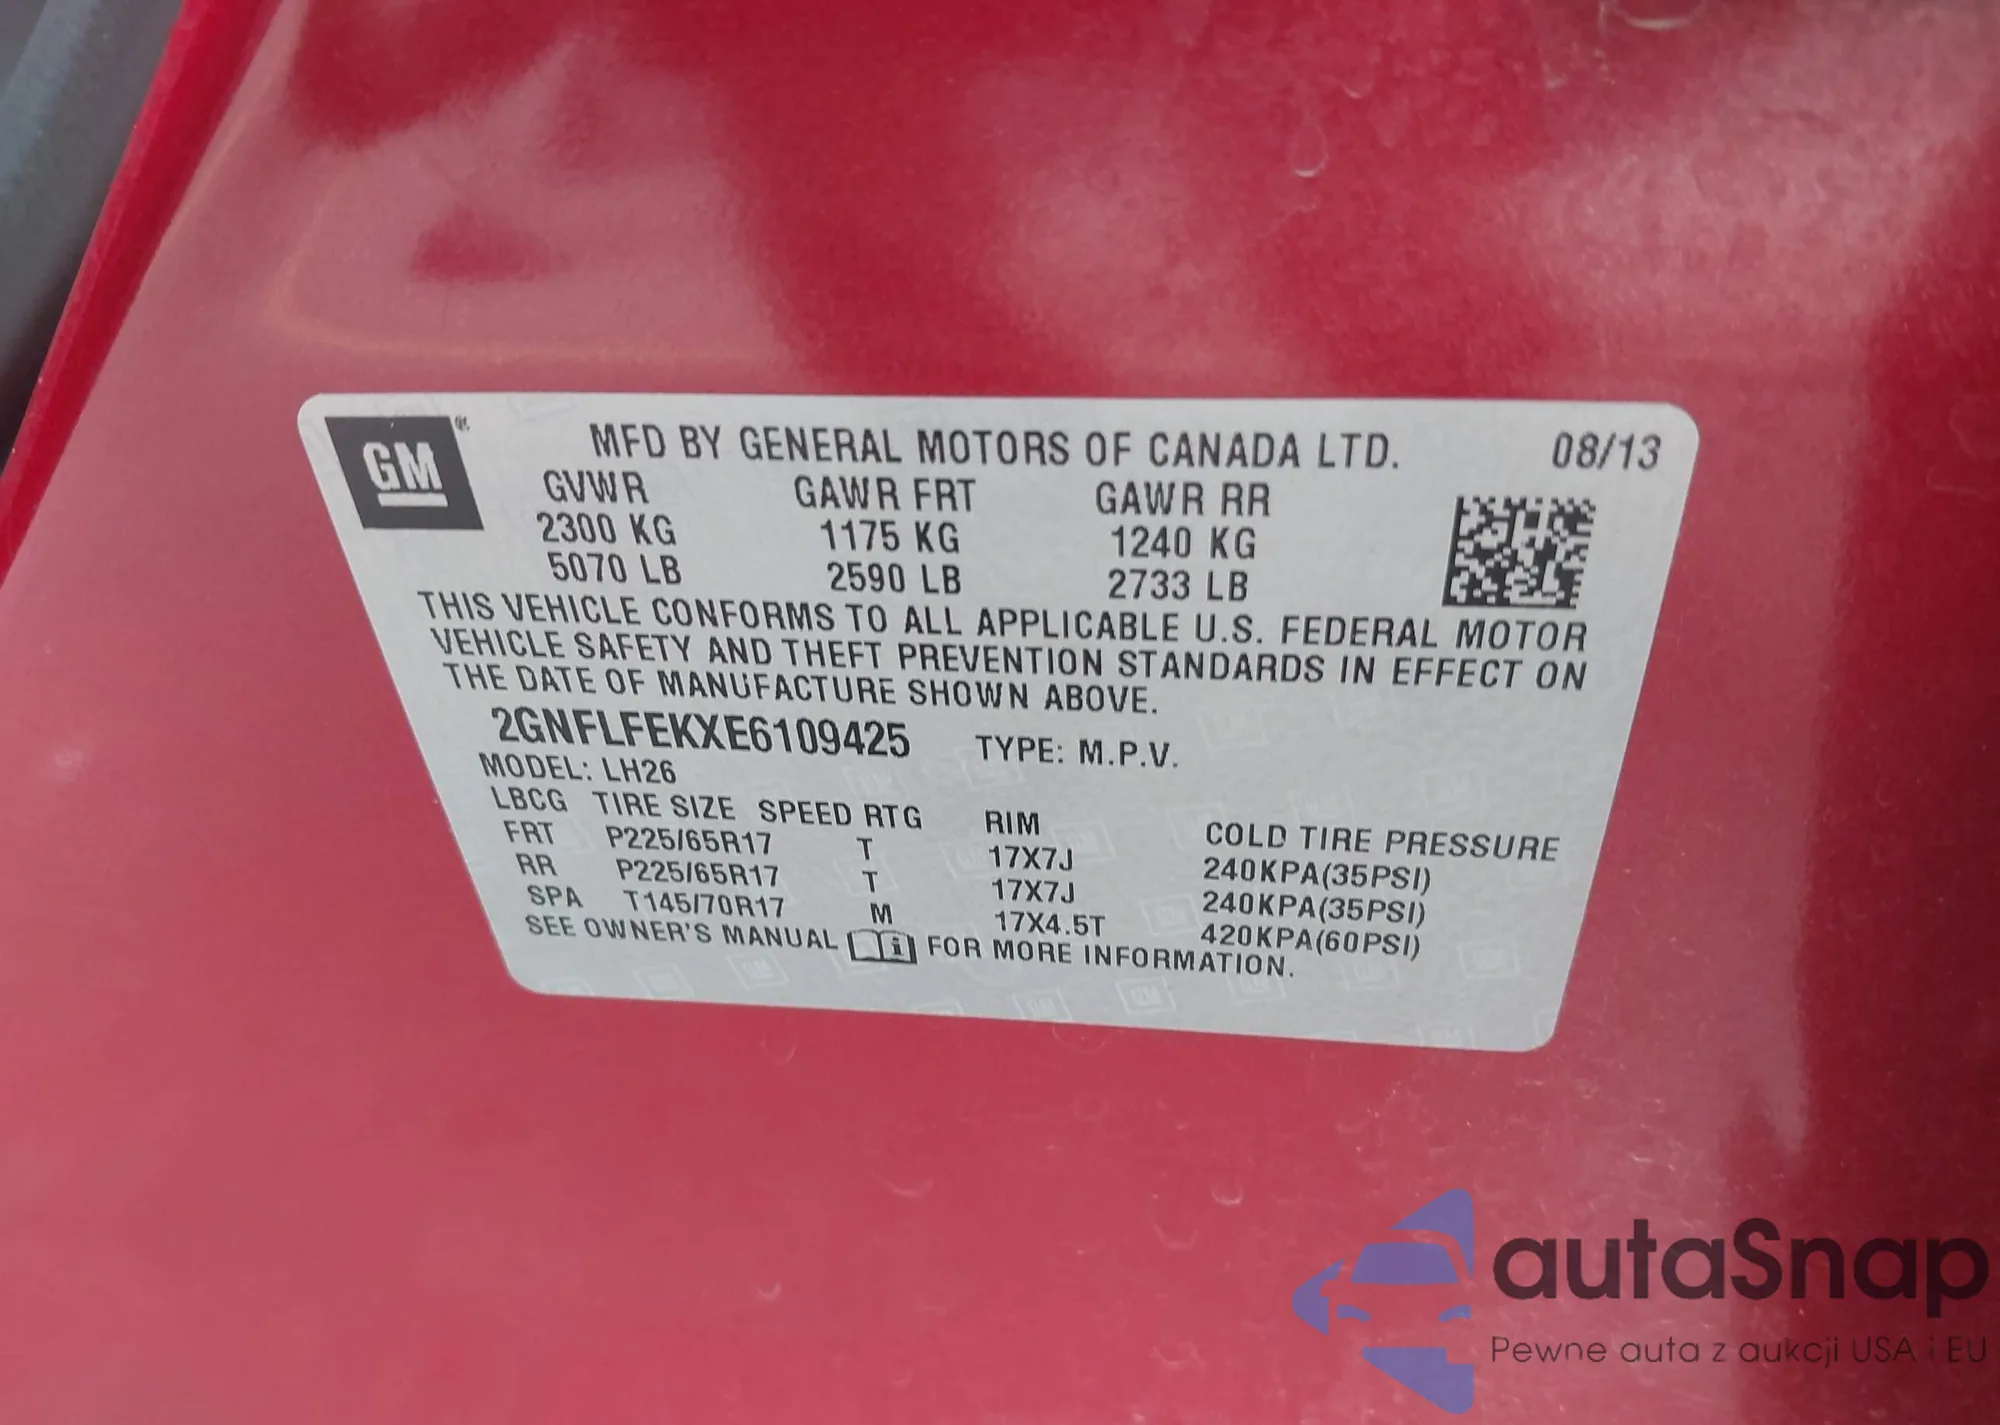 GM
MFD BY GENERAL MOTORS OF CANADA LTD. 08/13
GVWR GAWR FRT GAWR RR
2300 KG 1175 KG 1240 KG
5070 LB 2590 LB 2733 LB
THIS VEHICLE CONFORMS TO ALL APPLICABLE U.S. FEDERAL MOTOR
VEHICLE SAFETY AND THEFT PREVENTION STANDARDS IN EFFECT ON
THE DATE OF MANUFACTURE SHOWN ABOVE.
2GNFLFEKXE6109425 TYPE: M.P.V.
MODEL: LH26
LBCG TIRE SIZE SPEED RTG RIM COLD TIRE PRESSURE
FRT P225/65R17 T 17X7J 240KPA(35PSI)
RR P225/65R17 T 17X7J 240KPA(35PSI)
SPA T145/70R17 M 17X4.5T 420KPA(60PSI)
SEE OWNER'S MANUAL i FOR MORE INFORMATION.
autaSnap
Pewne auta z aukcji USA i EU